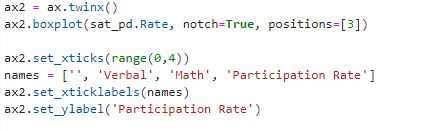 ax2 = ax.twinx()
ax2.boxplot(sat_pd.Rate, notch=True, positions=[3])
ax2.set_xticks(range(0,4))
names = ['', 'Verbal', 'Math', 'Participation Rate']
ax2.set_xticklabels(names)
ax2.set_ylabel('Participation Rate')